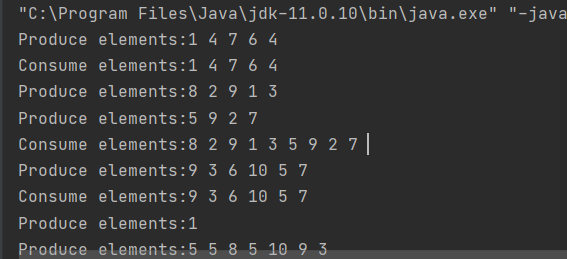 "C:\Program Files\Java\jdk-11.0.10\bin\java.exe" "-java
Produce elements:1 4 7 6 4
Consume elements:1 4 7 6 4
Produce elements:8 2 9 1 3
Produce elements:5 9 2 7
Consume elements:8 2 9 1 3 5 9 2 7
Produce elements:9 3 6 10 5 7
Consume elements:9 3 6 10 5 7
Produce elements:1
Produce elements:5 5 8 5 10 9 3